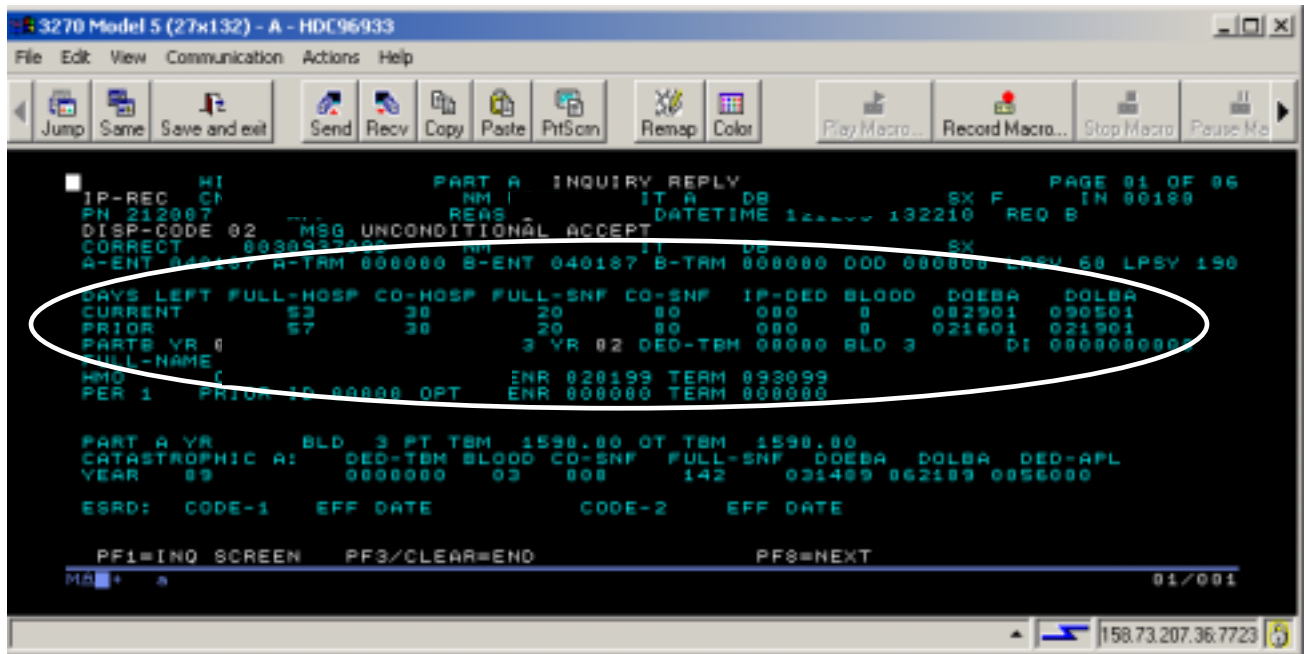 3270 Model 5 (27x132) - A - HDC96933
File Edit View Communication Actions Help
Jump Same Save and exit Send Recv Copy Paste PrtScrn Remap Color Play Macro... Record Macro... Stop Macro Pause Ma
PART A INQUIRY REPLY PAGE 01 OF 06
IP-REC NM IT A DB SX F IN 00180
PN 212007 REAS DATETIME 132210 REQ B
DISP-CODE 02 MSG UNCONDITIONAL ACCEPT
CORRECT NM IT DB SX
A-ENT 040187 A-TRM 000000 B-ENT 040187 B-TRM 000000 DOD 000000 LRSV 60 LPSY 190
DAYS LEFT FULL-HOSP CO-HOSP FULL-SNF CO-SNF IP-DED BLOOD DOEBA DOLBA
CURRENT 53 30 20 80 000 0 082901 090501
PRIOR 57 30 20 80 000 0 021601 021901
PARTB YR 3 YR 02 DED-TBM 00000 BLD 3 DI 0000000000
FULL-NAME
HMO ENR 020199 TERM 093099
PER 1 PRIOR ID 00000 OPT ENR 000000 TERM 000000
PART A YR BLD 3 PT TBM 1590.00 OT TBM 1590.00
CATASTROPHIC A: DED-TBM BLOOD CO-SNF FULL-SNF DOEBA DOLBA DED-APL
YEAR 89 0000000 03 008 142 031489 062189 0056000
ESRD: CODE-1 EFF DATE CODE-2 EFF DATE
PF1=INQ SCREEN PF3/CLEAR=END PF8=NEXT
01/001
158.73.207.36:7723